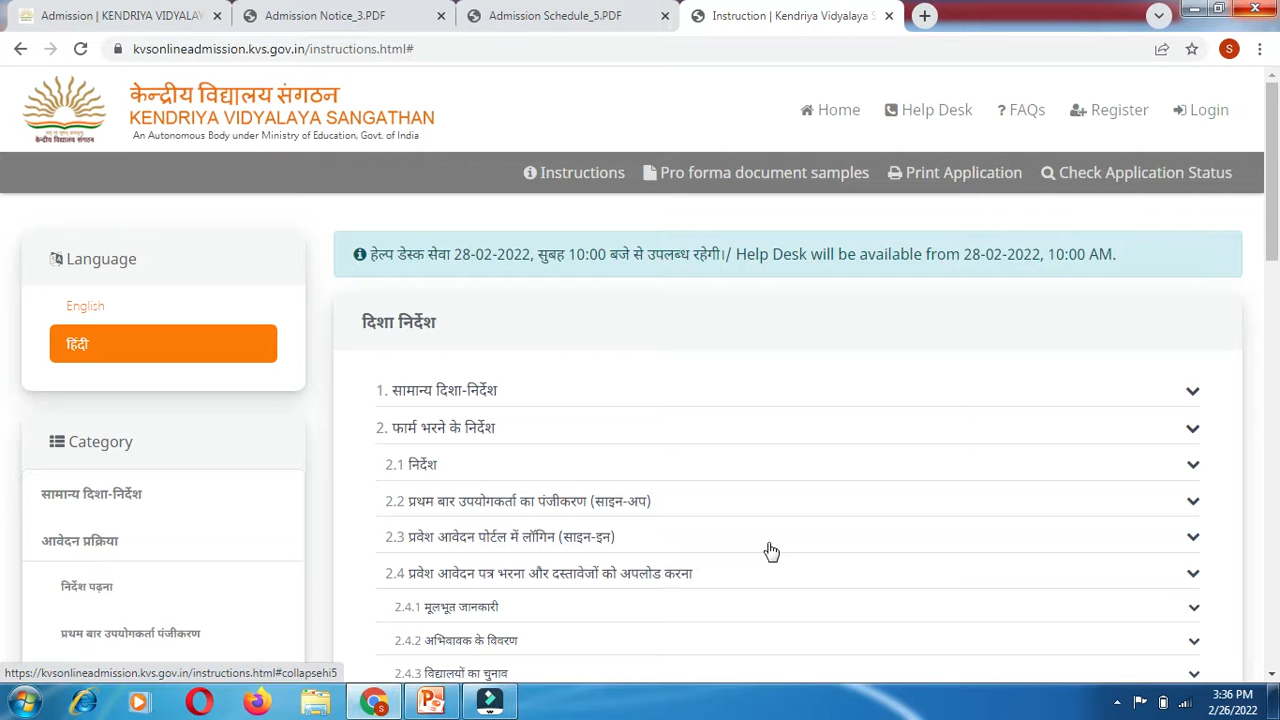 Admission | KENDRIYA VIDYALAY
Admission Notice_3.PDF
Admission Schedule_5.PDF
Instruction | Kendriya Vidyalaya S
kvsonlineadmission.kvs.gov.in/instructions.html#
S
केन्द्रीय विद्यालय संगठन
KENDRIYA VIDYALAYA SANGATHAN
An Autonomous Body under Ministry of Education, Govt. of India
केन्द्रीय विद्यालय संगठन
Home
Help Desk
? FAQs
Register
Login
Instructions
Pro forma document samples
Print Application
Check Application Status
Language
English
हिंदी
Category
सामान्य दिशा-निर्देश
आवेदन प्रक्रिया
निर्देश पढ़ना
प्रथम बार उपयोगकर्ता पंजीकरण
हेल्प डेस्क सेवा 28-02-2022, सुबह 10:00 बजे से उपलब्ध रहेगी।/ Help Desk will be available from 28-02-2022, 10:00 AM.
दिशा निर्देश
1. सामान्य दिशा-निर्देश
2. फार्म भरने के निर्देश
2.1 निर्देश
2.2 प्रथम बार उपयोगकर्ता का पंजीकरण (साइन-अप)
2.3 प्रवेश आवेदन पोर्टल में लॉगिन (साइन-इन)
2.4 प्रवेश आवेदन पत्र भरना और दस्तावेजों को अपलोड करना
2.4.1 मूलभूत जानकारी
2.4.2 अभिवावक के विवरण
2.4.3 विद्यालयों का चुनाव
https://kvsonlineadmission.kvs.gov.in/instructions.html#collapsehi5
3:36 PM
2/26/2022